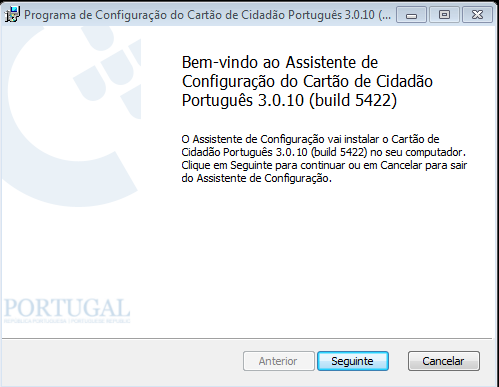 Programa de Configuração do Cartão de Cidadão Português 3.0.10 (...
Bem-vindo ao Assistente de
Configuração do Cartão de Cidadão
Português 3.0.10 (build 5422)
O Assistente de Configuração vai instalar o Cartão de
Cidadão Português 3.0.10 (build 5422) no seu computador.
Clique em Seguinte para continuar ou em Cancelar para sair
do Assistente de Configuração.
PORTUGAL
Anterior
Seguinte
Cancelar